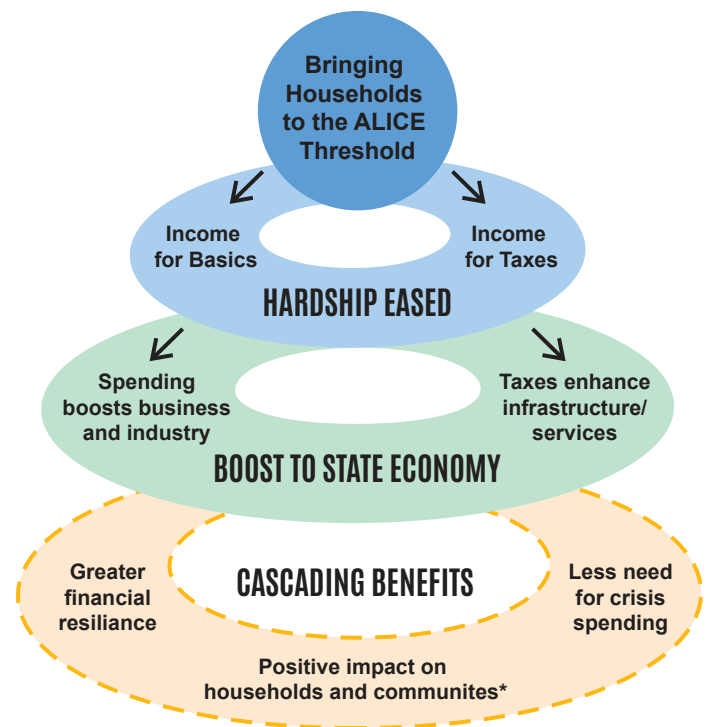 Bringing
Households
to the ALICE
Threshold
Income
for Basics
Income
for Taxes
HARDSHIP EASED
Spending
boosts business
and industry
Taxes enhance
infrastructure/
services
BOOST TO STATE ECONOMY
Greater
financial
resiliance
CASCADING BENEFITS
Less need
for crisis
spending
Positive impact on
households and communites*